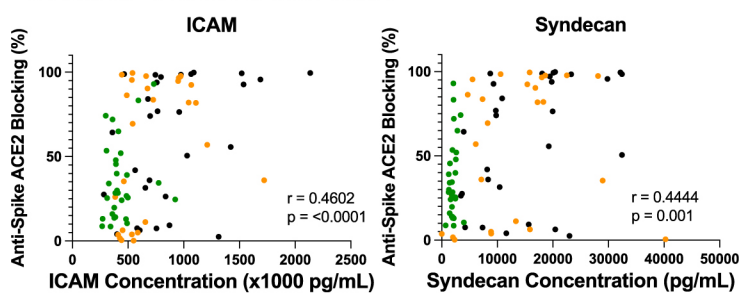 ICAM
Anti-Spike ACE2 Blocking (%)
100
50
0
0 500 1000 1500 2000 2500
r = 0.4602
p = <0.0001
ICAM Concentration (x1000 pg/mL)
Syndecan
Anti-Spike ACE2 Blocking (%)
100
50
0
0 10000 20000 30000 40000 50000
r = 0.4444
p = 0.001
Syndecan Concentration (pg/mL)